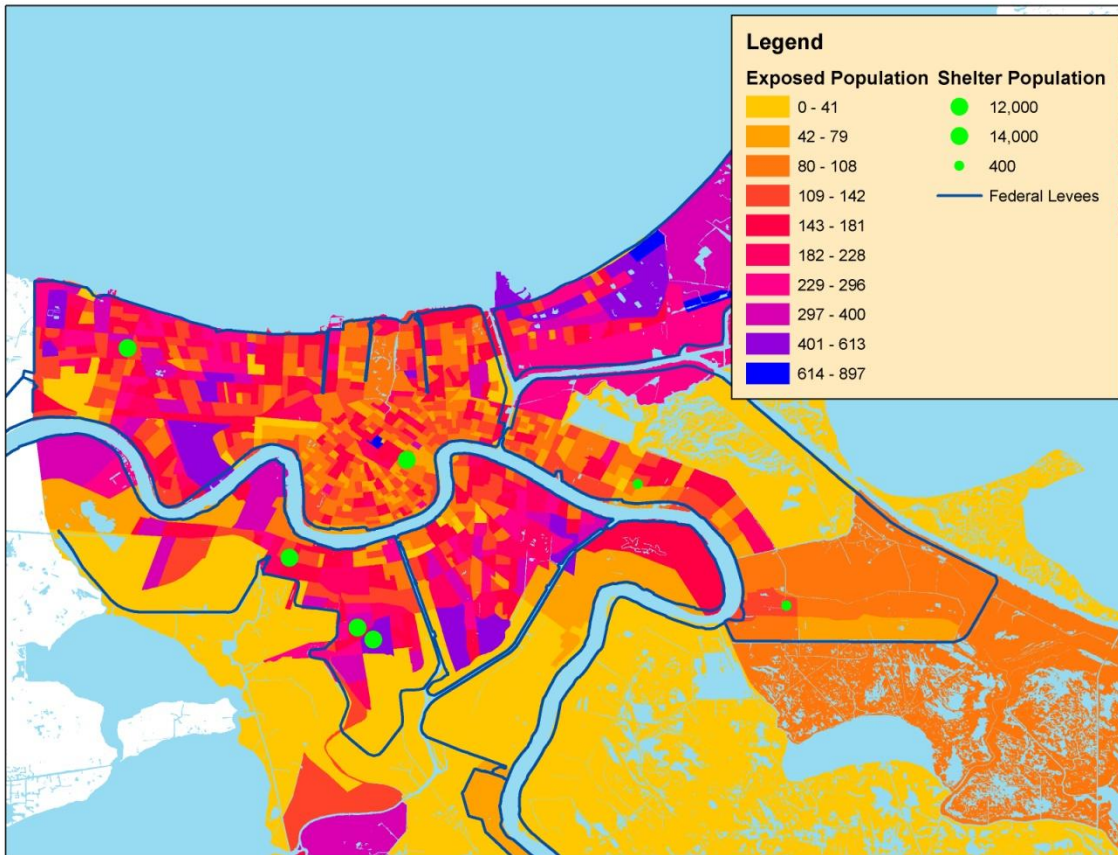 Legend
Exposed Population
0 - 41
42 - 79
80 - 108
109 - 142
143 - 181
182 - 228
229 - 296
297 - 400
401 - 613
614 - 897
Shelter Population
12,000
14,000
400
Federal Levees